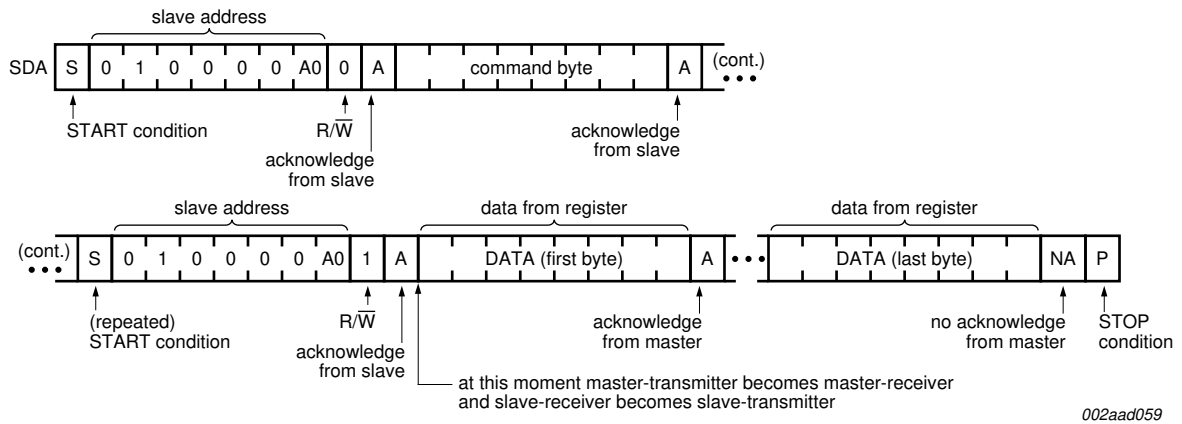 slave address
SDA S 0 1 0 0 0 0 A0 0 A command byte A (cont.)
START condition R/W̅ acknowledge from slave acknowledge from slave
slave address data from register data from register
(cont.) S 0 1 0 0 0 0 A0 1 A DATA (first byte) A DATA (last byte) NA P
(repeated) START condition R/W̅ acknowledge from slave acknowledge from master no acknowledge from master STOP condition
at this moment master-transmitter becomes master-receiver
and slave-receiver becomes slave-transmitter
002aad059